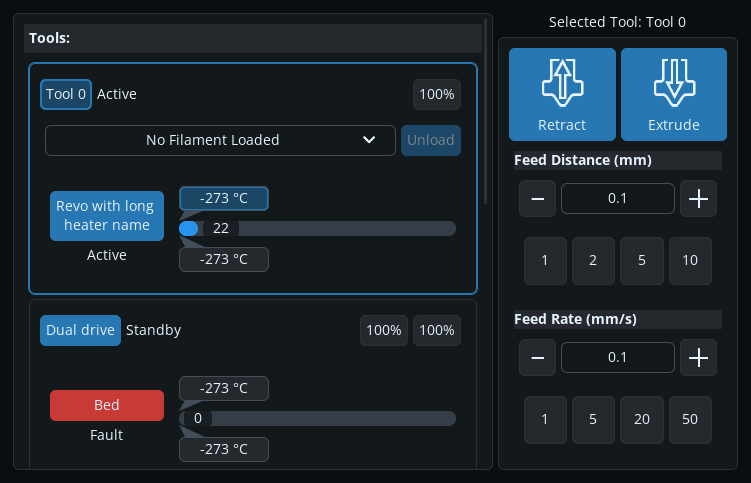 Tools:
Tool 0 Active 100%
No Filament Loaded Unload
-273 °C
Revo with long
heater name
22
Active
-273 °C
Dual drive Standby 100% 100%
-273 °C
Bed
0
Fault
-273 °C
Selected Tool: Tool 0
Retract Extrude
Feed Distance (mm)
− 0.1 +
1 2 5 10
Feed Rate (mm/s)
− 0.1 +
1 5 20 50